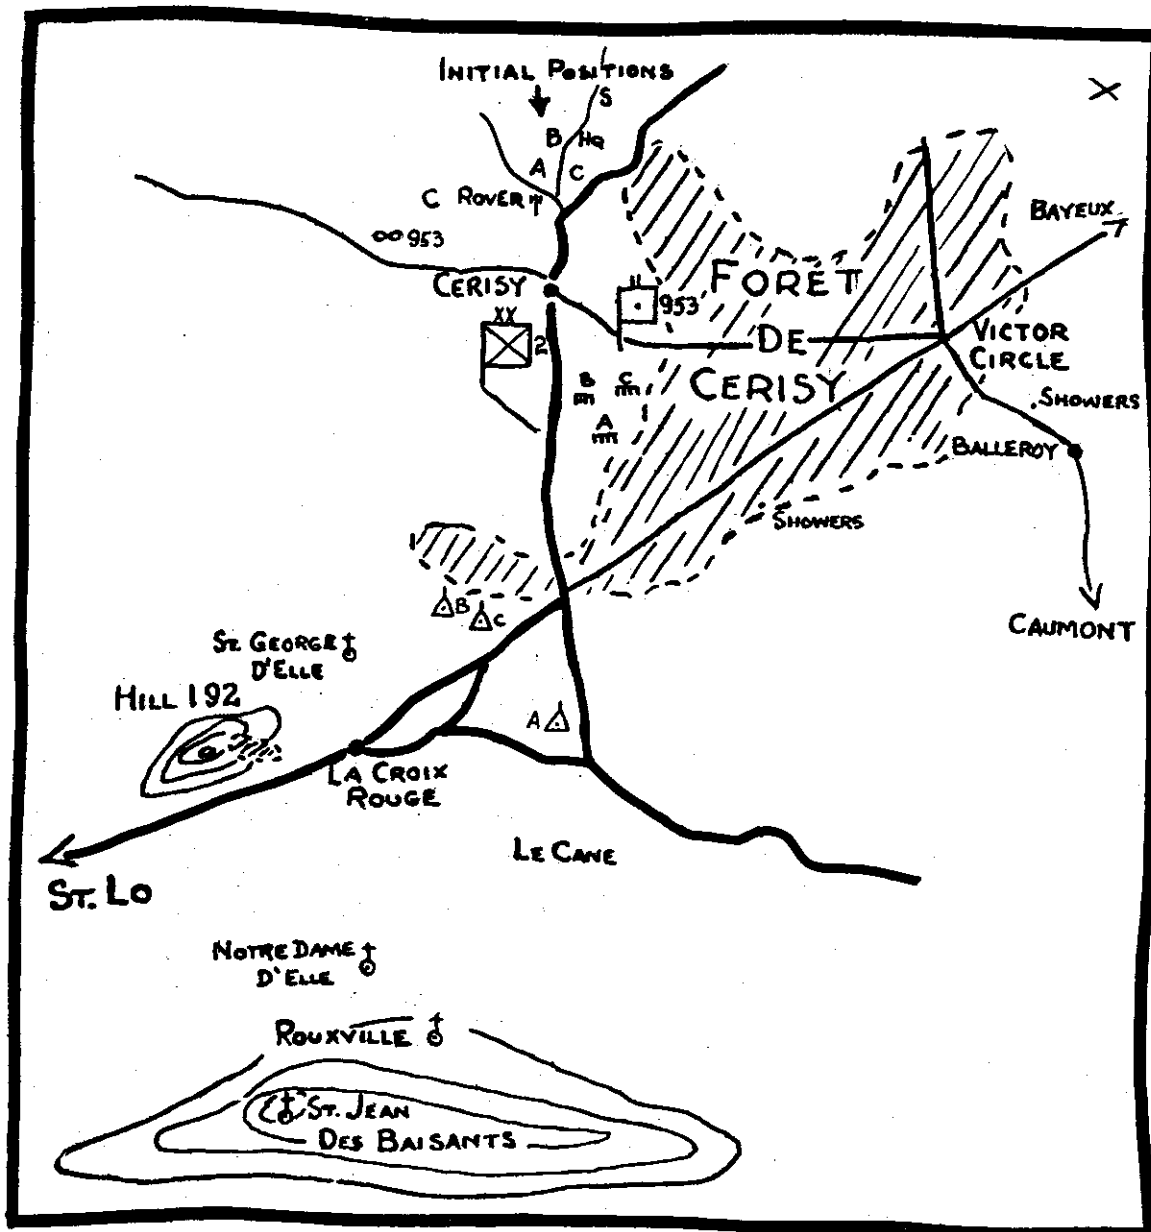 INITIAL POSITIONS
S
B HQ
A C
C ROVER
BAYEUX
953
CERISY
FORET
953
XX
2
DE
VICTOR
CIRCLE
B C
CERISY
SHOWERS
A
BALLEROY
SHOWERS
B
C
CAUMONT
ST. GEORGE
D'ELLE
HILL 192
A
LA CROIX
ROUGE
LE CANE
ST. LO
NOTRE DAME
D'ELLE
ROUXVILLE
ST. JEAN
DES BAISANTS